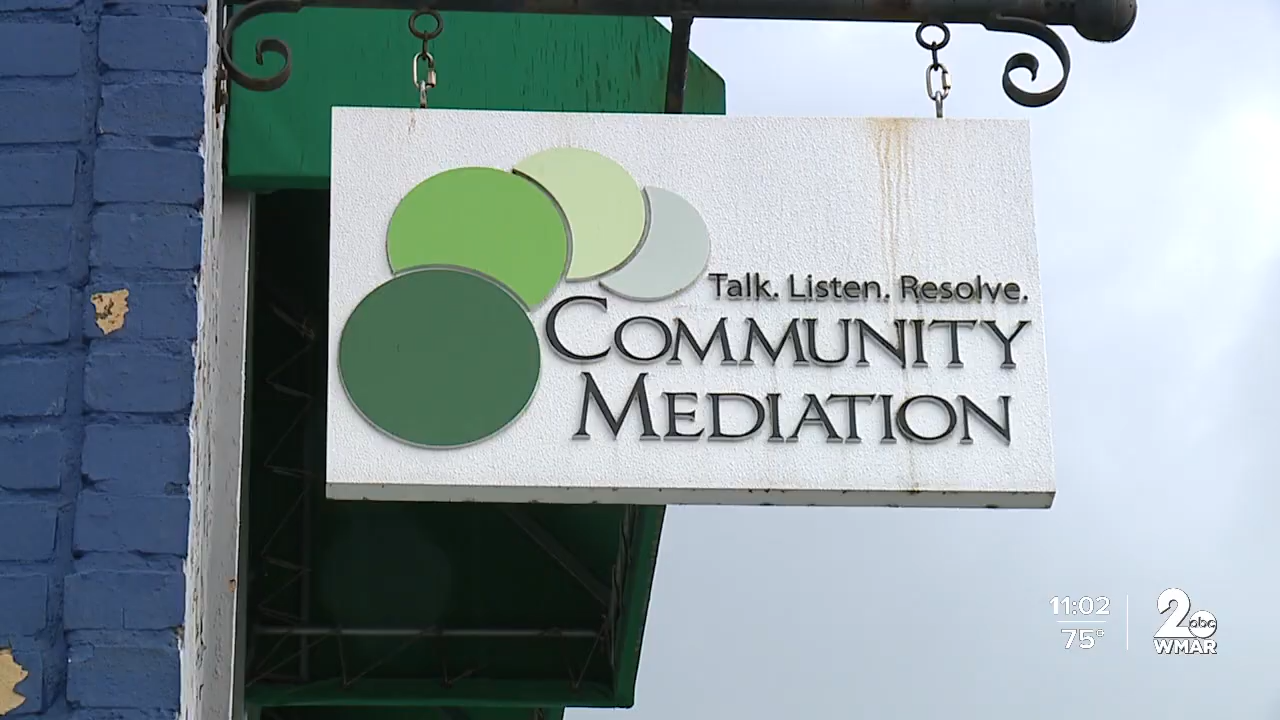 Talk. Listen. Resolve.
COMMUNITY
MEDIATION
11:02
75°
2 abc
WMAR